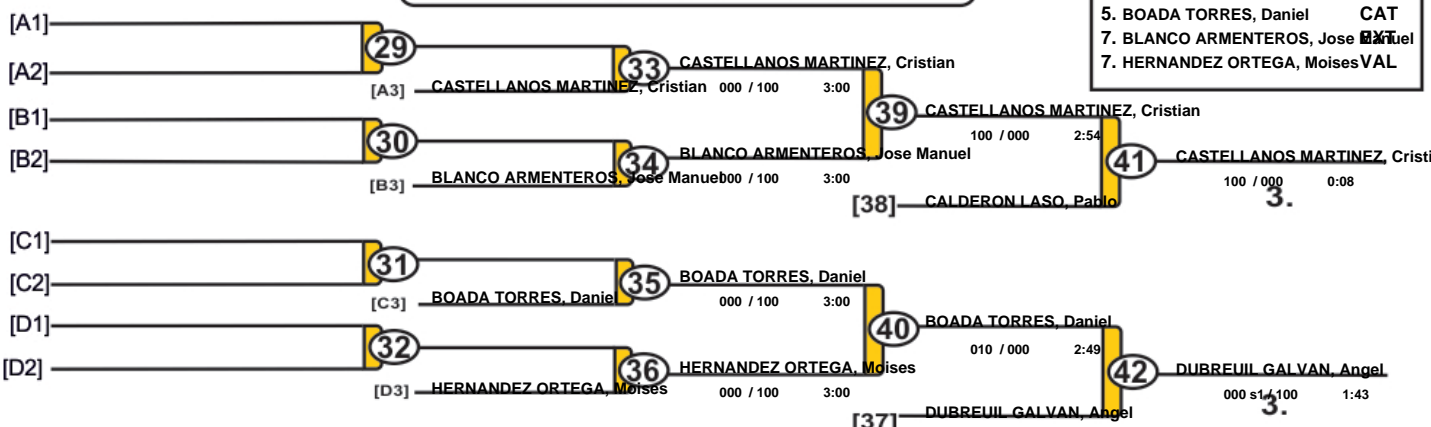 5. BOADA TORRES, Daniel CAT
7. BLANCO ARMENTEROS, Jose Manuel EXT
7. HERNANDEZ ORTEGA, Moises VAL
[A1]
29
[A2]
33
CASTELLANOS MARTINEZ, Cristian
[A3] CASTELLANOS MARTINEZ, Cristian
000 / 100 3:00
[B1]
39
CASTELLANOS MARTINEZ, Cristian
100 / 000 2:54
30
[B2]
34
BLANCO ARMENTEROS, Jose Manuel
[B3] BLANCO ARMENTEROS, Jose Manuel
000 / 100 3:00
41
CASTELLANOS MARTINEZ, Cristi
100 / 000 0:08
3.
[38] CALDERON LASO, Pablo
[C1]
31
[C2]
35
BOADA TORRES, Daniel
[C3] BOADA TORRES, Daniel
000 / 100 3:00
[D1]
40
BOADA TORRES, Daniel
010 / 000 2:49
32
[D2]
36
HERNANDEZ ORTEGA, Moises
[D3] HERNANDEZ ORTEGA, Moises
000 / 100 3:00
42
DUBREUIL GALVAN, Angel
000 s1 / 100 1:43
3.
[37] DUBREUIL GALVAN, Angel